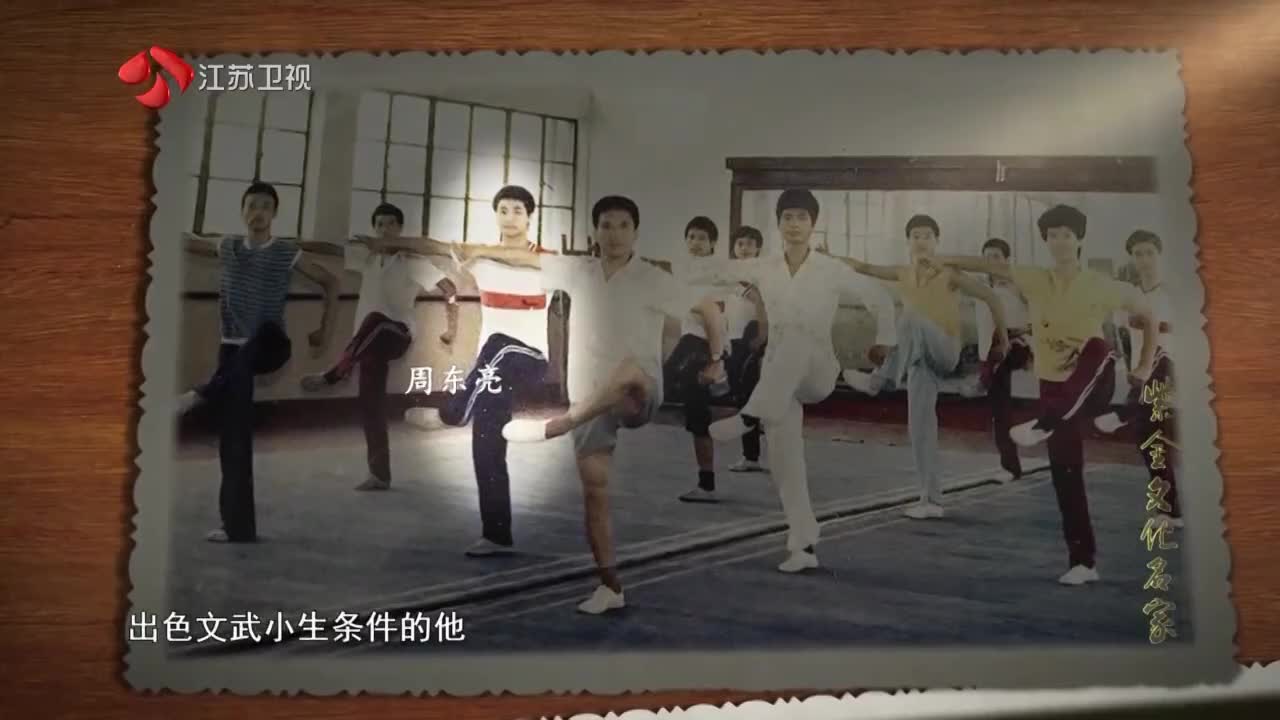 江苏卫视
周东亮
紫金文化名家
出色文武小生条件的他